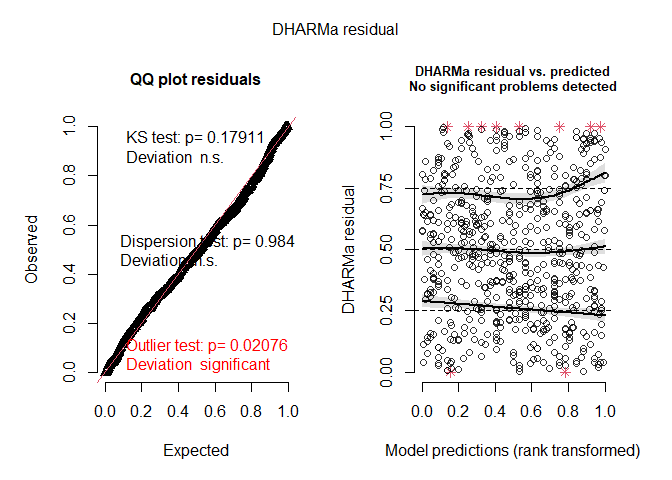 DHARMa residual
QQ plot residuals
KS test: p= 0.17911
Deviation n.s.
Dispersion test: p= 0.984
Deviation n.s.
Outlier test: p= 0.02076
Deviation significant
Observed
0.0 0.2 0.4 0.6 0.8 1.0
0.0 0.2 0.4 0.6 0.8 1.0
Expected
DHARMa residual vs. predicted
No significant problems detected
DHARMa residual
0.00 0.25 0.50 0.75 1.00
0.0 0.2 0.4 0.6 0.8 1.0
Model predictions (rank transformed)